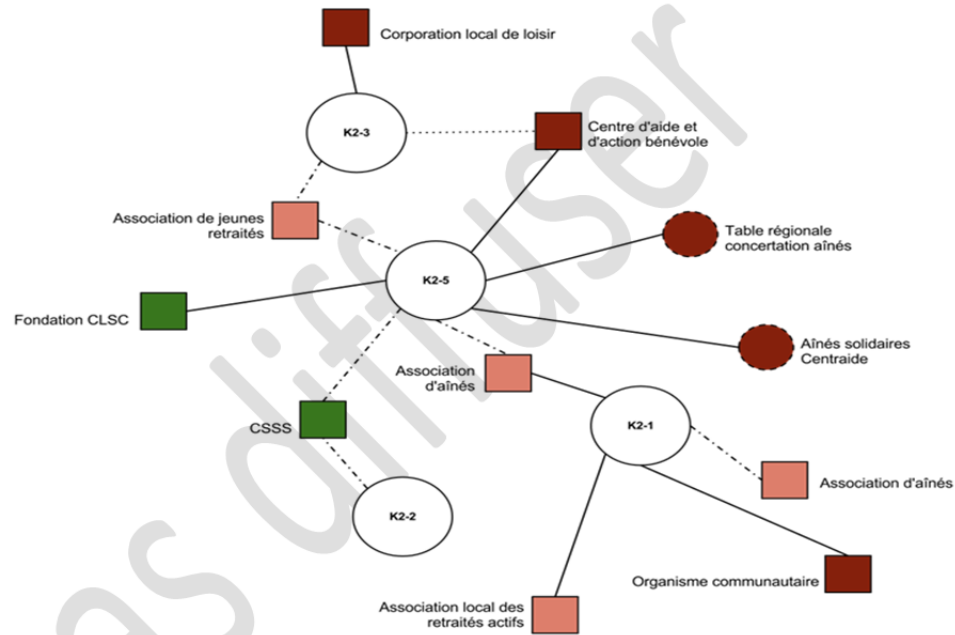 Corporation local de loisir
K2-3
Centre d'aide et
d'action bénévole
Association de jeunes
retraités
Table régionale
concertation aînés
K2-5
Fondation CLSC
Aînés solidaires
Centraide
Association
d'aînés
CSSS
K2-1
Association d'aînés
K2-2
Organisme communautaire
Association local des
retraités actifs
as diffuser